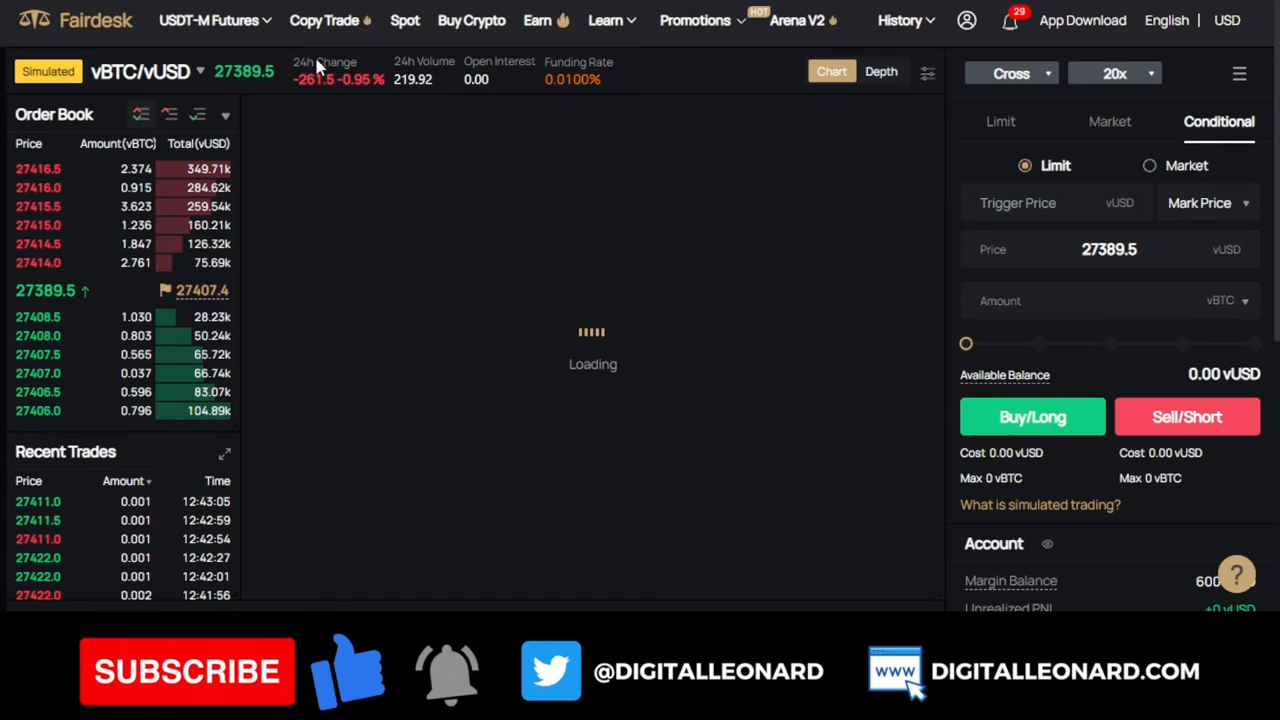 Fairdesk USDT-M Futures Copy Trade Spot Buy Crypto Earn Learn Promotions HOT Arena V2 History 29 App Download English USD
Simulated vBTC/vUSD 27389.5
24h Change 24h Volume Open Interest Funding Rate
-261.5 -0.95 % 219.92 0.00 0.0100%
Chart Depth
Cross 20x
Order Book
Price Amount(vBTC) Total(vUSD)
27416.5 2.374 349.71k
27416.0 0.915 284.62k
27415.5 3.623 259.54k
27415.0 1.236 160.21k
27414.5 1.847 126.32k
27414.0 2.761 75.69k
27389.5 ↑ 27407.4
27408.5 1.030 28.23k
27408.0 0.803 50.24k
27407.5 0.565 65.72k
27407.0 0.037 66.74k
27406.5 0.596 83.07k
27406.0 0.796 104.89k
Recent Trades
Price Amount Time
27411.0 0.001 12:43:05
27411.5 0.001 12:42:59
27411.0 0.001 12:42:54
27422.0 0.001 12:42:27
27422.0 0.001 12:42:01
27422.0 0.002 12:41:56
Loading
Limit Market Conditional
Limit Market
Trigger Price vUSD Mark Price
Price 27389.5 vUSD
Amount vBTC
Available Balance 0.00 vUSD
Buy/Long Sell/Short
Cost 0.00 vUSD Cost 0.00 vUSD
Max 0 vBTC Max 0 vBTC
What is simulated trading?
Account
?
Margin Balance
Unrealized PNL +0 vUSD
SUBSCRIBE @DIGITALLEONARD WWW DIGITALLEONARD.COM